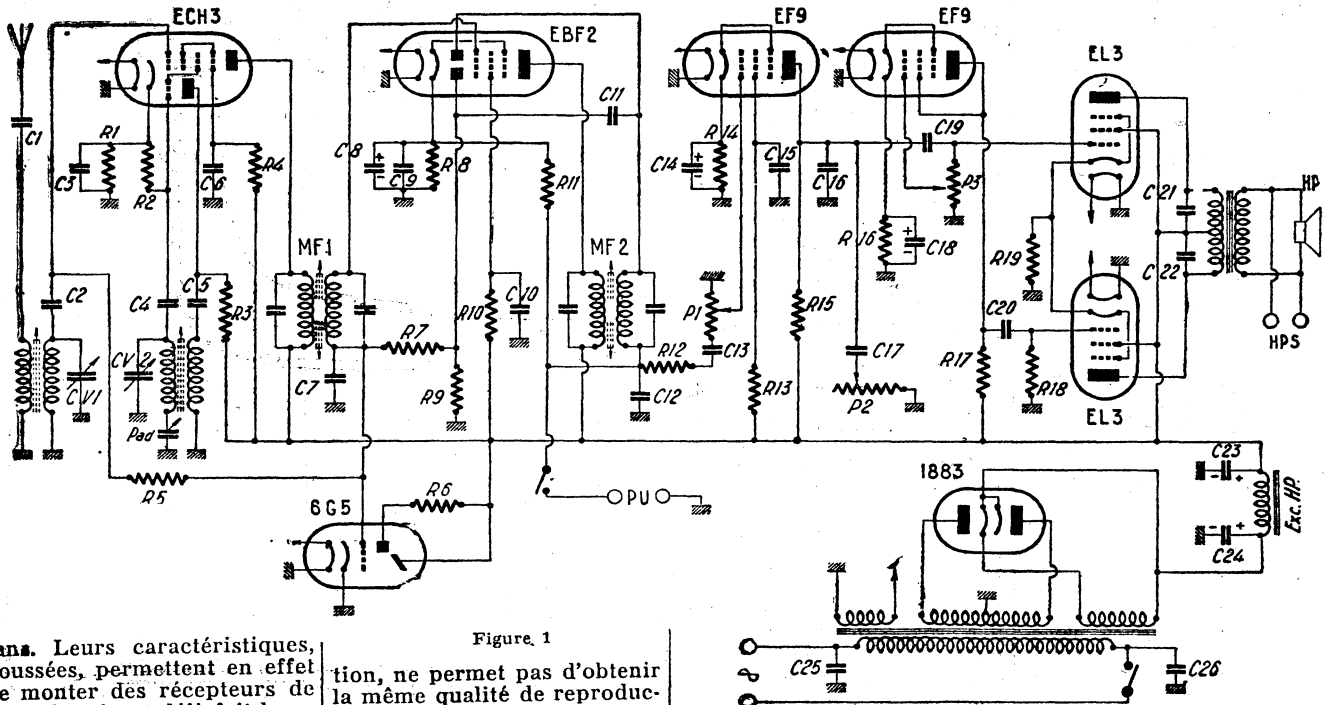 ECH3
EBF2
EF9
EF9
EL3
C1
C3
R1
R2
C6
R4
C8
C9
R8
C11
R11
C14
R14
C15
C16
C19
P3
R16
C18
R19
C21
C22
HP
HPS
C2
C4
C5
R3
MF1
R7
R10
C10
MF2
P1
R15
C20
R17
R18
EL3
CV1
CV2
Pad
C7
R9
R12
C13
C12
R13
C17
P2
R5
6G5
R6
PU
1883
C23
C24
Exc. HP.
C25
C26
Figure 1
ans. Leurs caractéristiques,
oussées, permettent en effet
e monter des récepteurs de
tion, ne permet pas d'obtenir
la même qualité de reproduc-